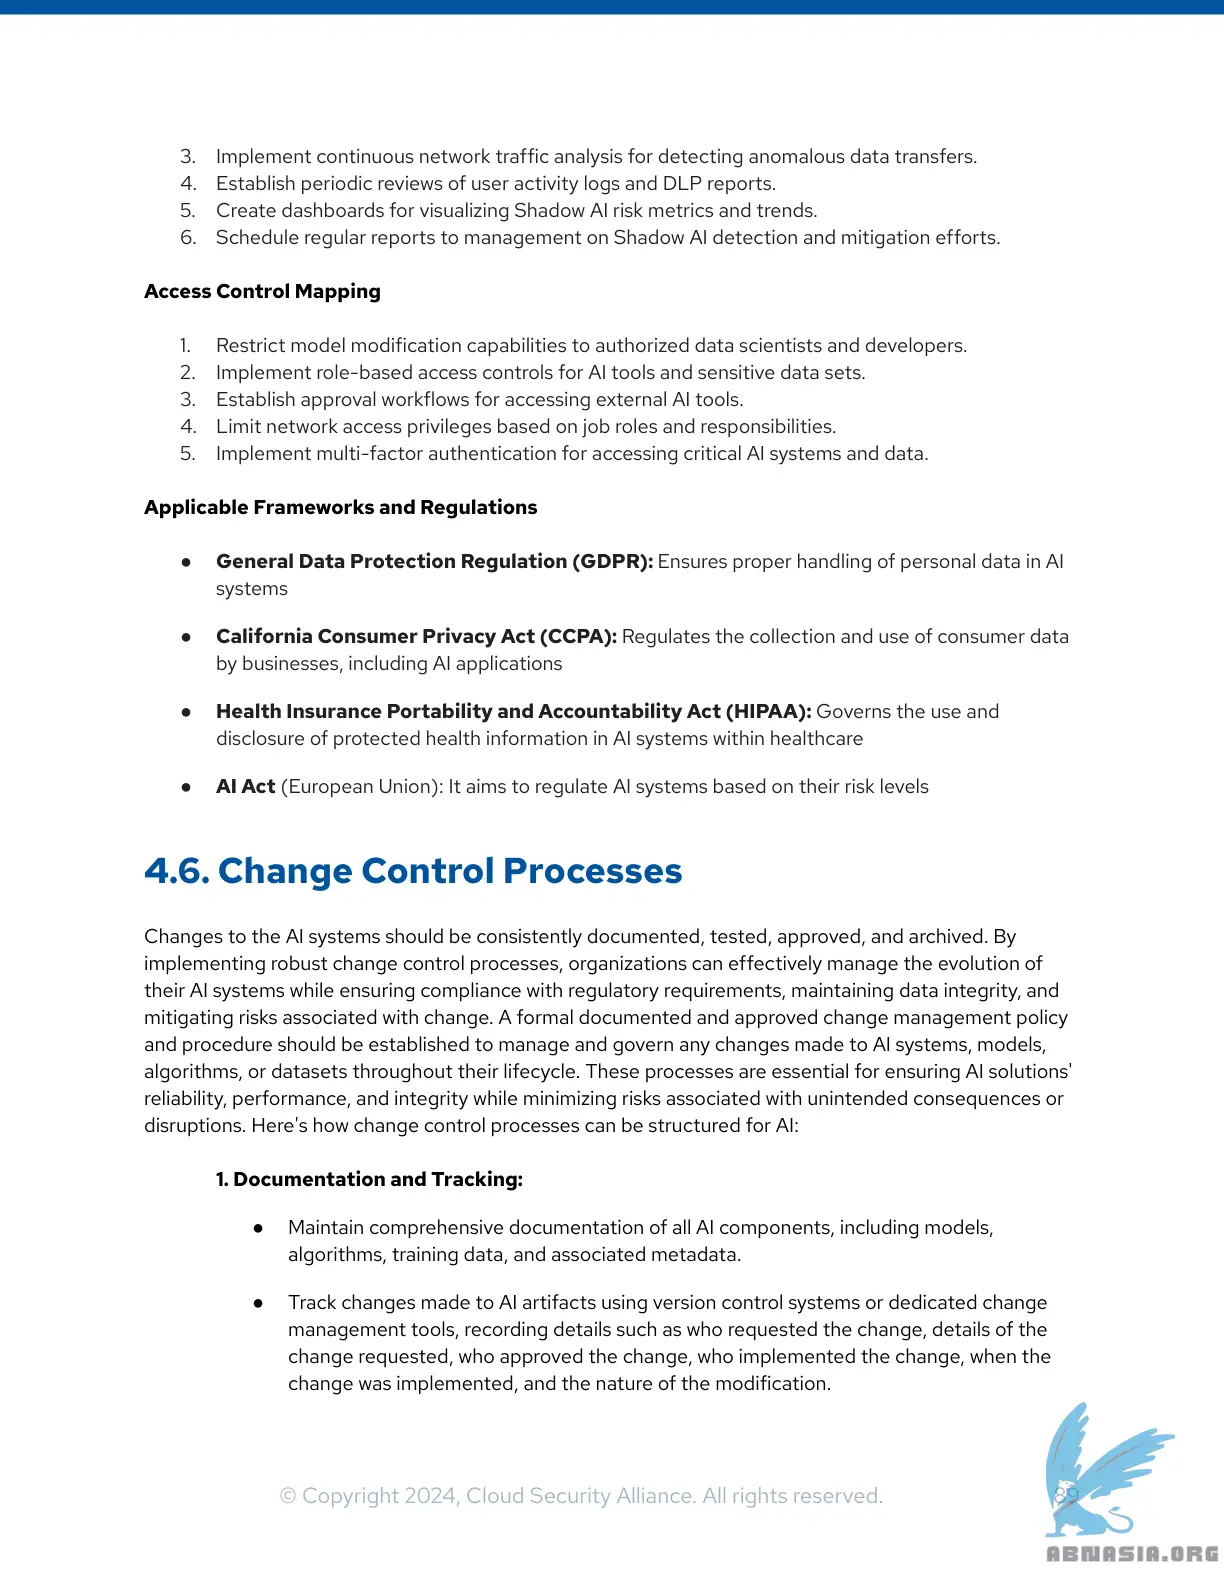 3. Implement continuous network traffic analysis for detecting anomalous data transfers.
4. Establish periodic reviews of user activity logs and DLP reports.
5. Create dashboards for visualizing Shadow AI risk metrics and trends.
6. Schedule regular reports to management on Shadow AI detection and mitigation efforts.
Access Control Mapping
1. Restrict model modification capabilities to authorized data scientists and developers.
2. Implement role-based access controls for AI tools and sensitive data sets.
3. Establish approval workflows for accessing external AI tools.
4. Limit network access privileges based on job roles and responsibilities.
5. Implement multi-factor authentication for accessing critical AI systems and data.
Applicable Frameworks and Regulations
● General Data Protection Regulation (GDPR): Ensures proper handling of personal data in AI
systems
● California Consumer Privacy Act (CCPA): Regulates the collection and use of consumer data
by businesses, including AI applications
● Health Insurance Portability and Accountability Act (HIPAA): Governs the use and
disclosure of protected health information in AI systems within healthcare
● AI Act (European Union): It aims to regulate AI systems based on their risk levels
4.6. Change Control Processes
Changes to the AI systems should be consistently documented, tested, approved, and archived. By
implementing robust change control processes, organizations can effectively manage the evolution of
their AI systems while ensuring compliance with regulatory requirements, maintaining data integrity, and
mitigating risks associated with change. A formal documented and approved change management policy
and procedure should be established to manage and govern any changes made to AI systems, models,
algorithms, or datasets throughout their lifecycle. These processes are essential for ensuring AI solutions'
reliability, performance, and integrity while minimizing risks associated with unintended consequences or
disruptions. Here's how change control processes can be structured for AI:
1. Documentation and Tracking:
● Maintain comprehensive documentation of all AI components, including models,
algorithms, training data, and associated metadata.
● Track changes made to AI artifacts using version control systems or dedicated change
management tools, recording details such as who requested the change, details of the
change requested, who approved the change, who implemented the change, when the
change was implemented, and the nature of the modification.
© Copyright 2024, Cloud Security Alliance. All rights reserved.
89
ABNASIA.ORG